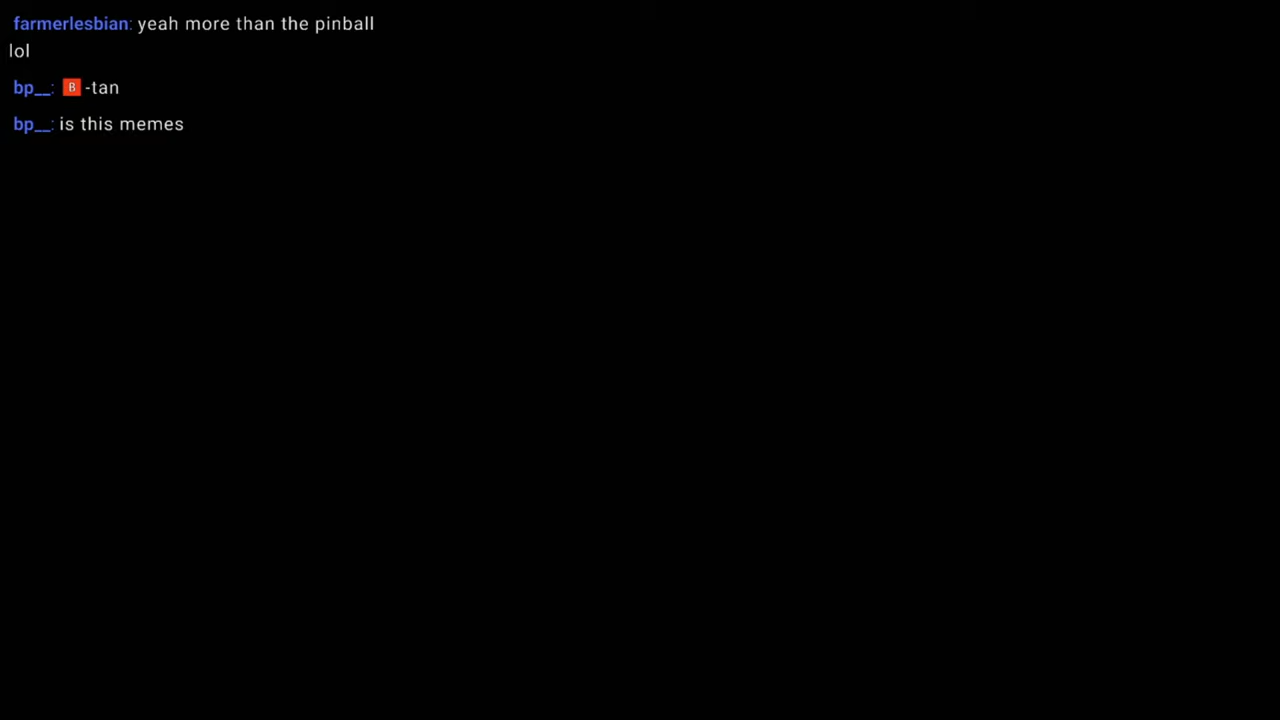 farmerlesbian: yeah more than the pinball
lol
bp__: 🅱-tan
bp__: is this memes